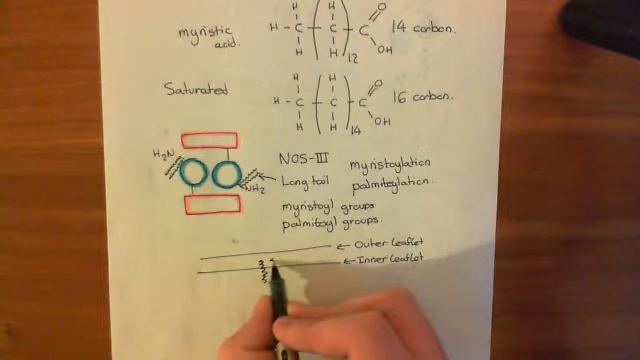 myristic
acid.
H H O
H - C - ( C ) C 14 carbon.
H H 12 OH
Saturated
H H O
H - C - ( C ) C 16 carbon.
H H 14 OH
H₂N
NH₂
NOS-III
Long tail
myristoylation
palmitoylation.
myristoyl groups
palmitoyl groups.
← Outer leaflet
← Inner leaflet